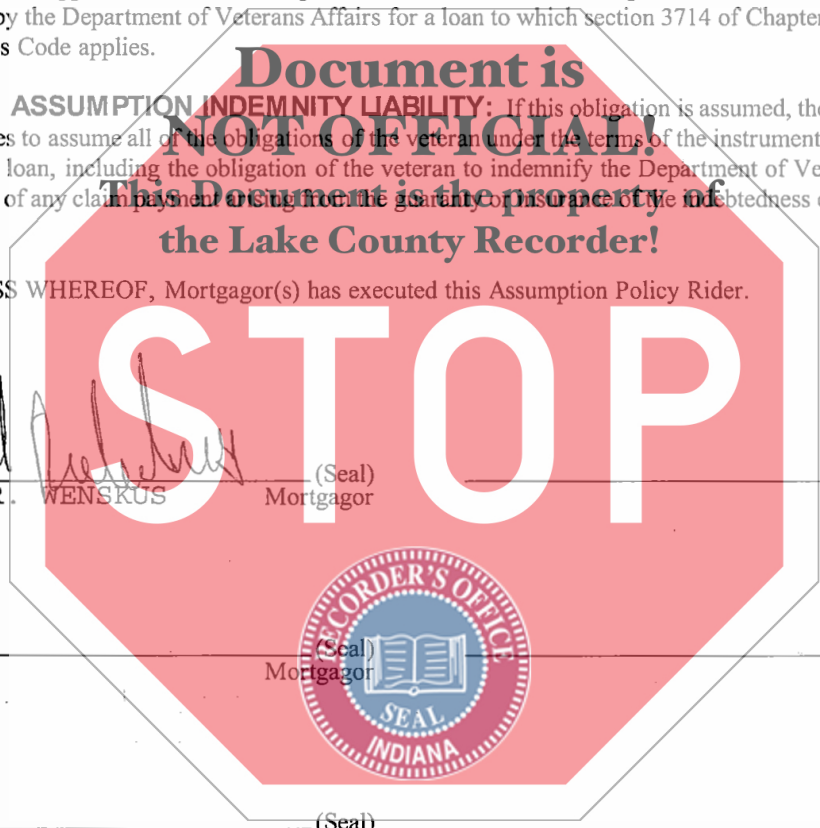 by the Department of Veterans Affairs for a loan to which section 3714 of Chapter
s Code applies.
Document is
ASSUMPTION INDEMNITY LIABILITY: If this obligation is assumed, the
es to assume all of the obligations of the veteran under the terms of the instrument
NOT OFFICIAL!
loan, including the obligation of the veteran to indemnify the Department of Ve
This Document is the property of
of any claim payment arising from the guaranty or insurance of the indebtedness
the Lake County Recorder!
SS WHEREOF, Mortgagor(s) has executed this Assumption Policy Rider.
STOP
(Seal)
WENSKUS Mortgagor
RECORDER'S OFFICE
(Seal)
Mortgagor
SEAL
INDIANA
(Seal)